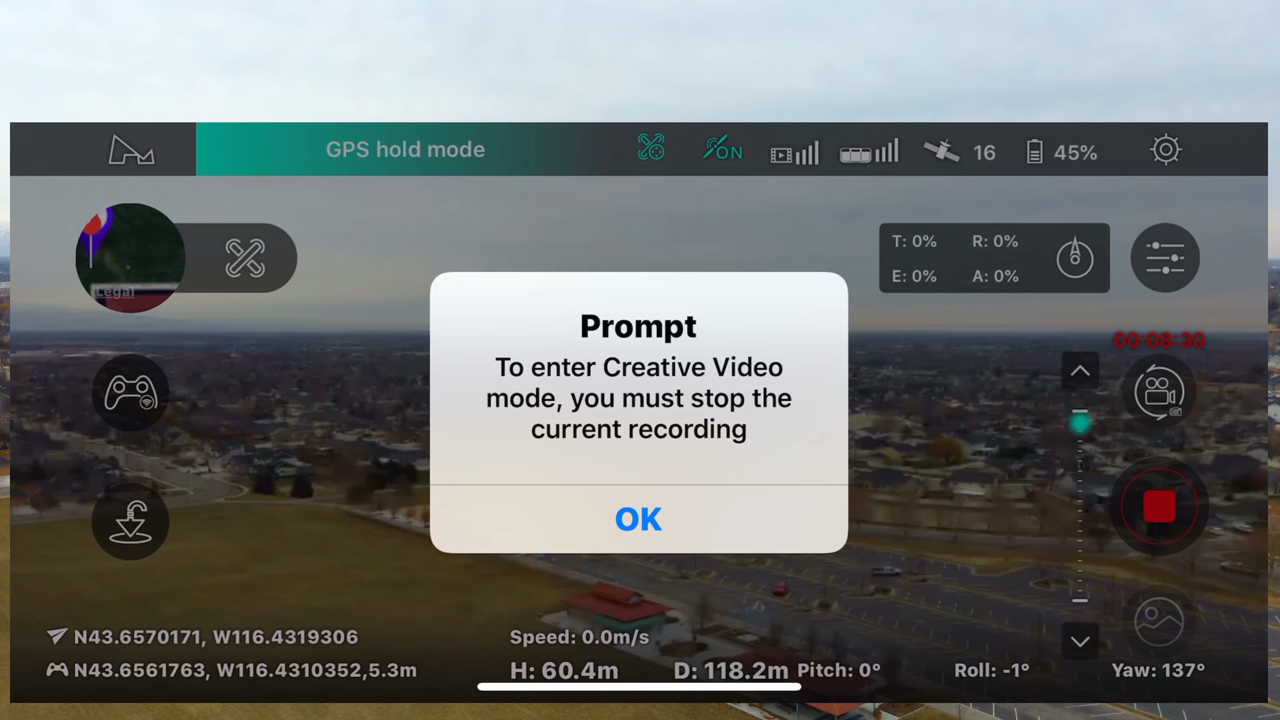 GPS hold mode
ON
16
45%
Legal
T: 0%
R: 0%
E: 0%
A: 0%
00:08:30
Prompt
To enter Creative Video
mode, you must stop the
current recording
OK
N43.6570171, W116.4319306
Speed: 0.0m/s
N43.6561763, W116.4310352,5.3m
H: 60.4m
D: 118.2m
Pitch: 0°
Roll: -1°
Yaw: 137°